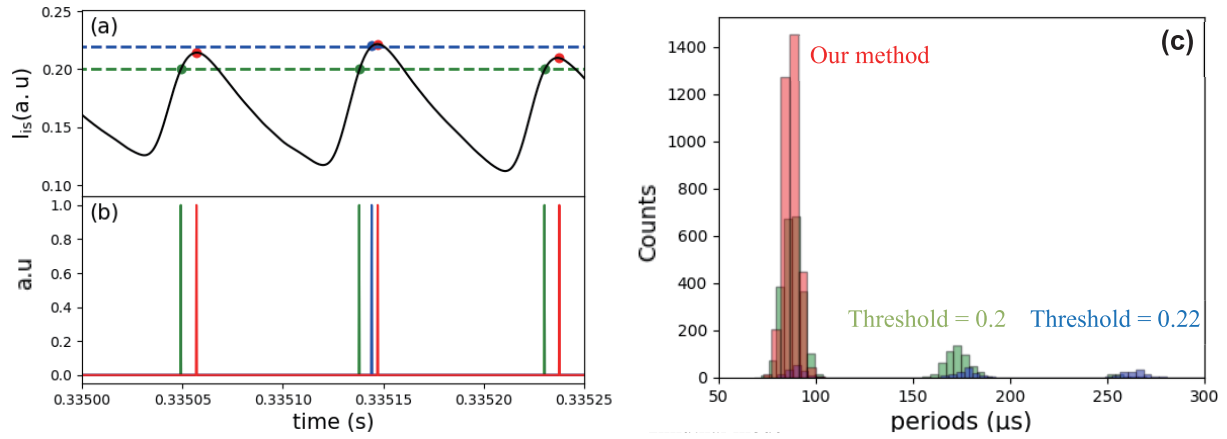 (a)
0.25
0.20
0.15
0.10
I_is(a. u)
(b)
1.0
0.8
0.6
0.4
0.2
0.0
a.u
0.33500 0.33505 0.33510 0.33515 0.33520 0.33525
time (s)
(c)
Our method
1400
1200
1000
800
600
400
200
0
Counts
Threshold = 0.2 Threshold = 0.22
50 100 150 200 250 300
periods (μs)